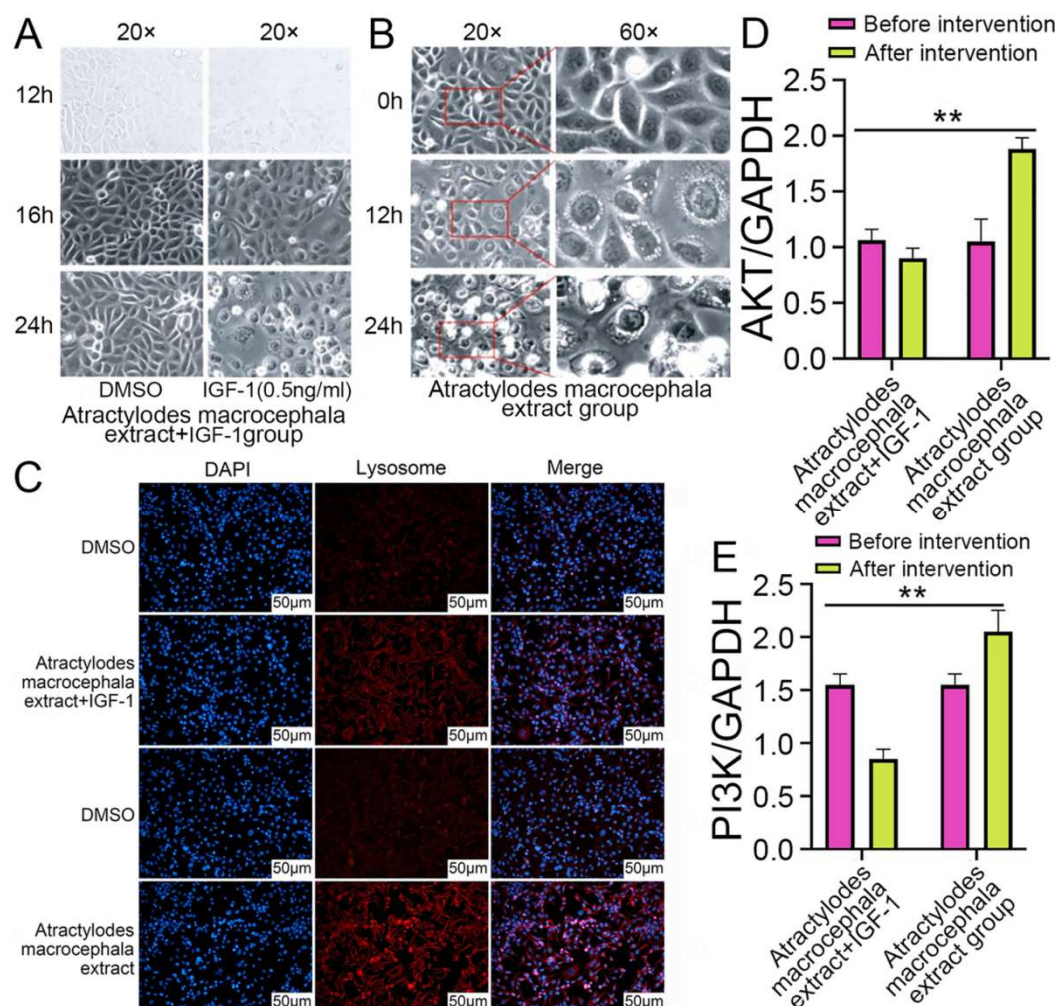 A
20×
20×
12h
16h
24h
DMSO
IGF-1(0.5ng/ml)
Atractylodes macrocephala
extract+IGF-1group
B
20×
60×
0h
12h
24h
Atractylodes macrocephala
extract group
C
DAPI
Lysosome
Merge
DMSO
50μm
50μm
50μm
Atractylodes
macrocephala
extract+IGF-1
50μm
50μm
50μm
DMSO
50μm
50μm
50μm
Atractylodes
macrocephala
extract
50μm
50μm
50μm
D
Before intervention
After intervention
AKT/GAPDH
2.5
2.0
1.5
1.0
0.5
0.0
**
Atractylodes
macrocephala
extract+IGF-1
Atractylodes
macrocephala
extract group
E
Before intervention
After intervention
PI3K/GAPDH
2.5
2.0
1.5
1.0
0.5
0.0
**
Atractylodes
macrocephala
extract+IGF-1
Atractylodes
macrocephala
extract group